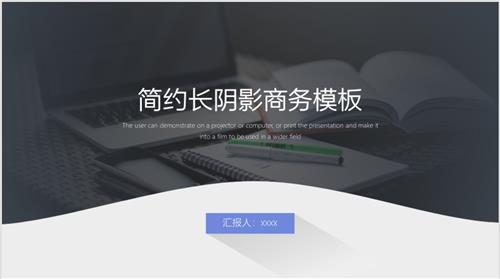 简约长阴影商务模板
The user can demonstrate on a projector or computer, or print the presentation and make it
into a film to be used in a wider field
汇报人：xxxx